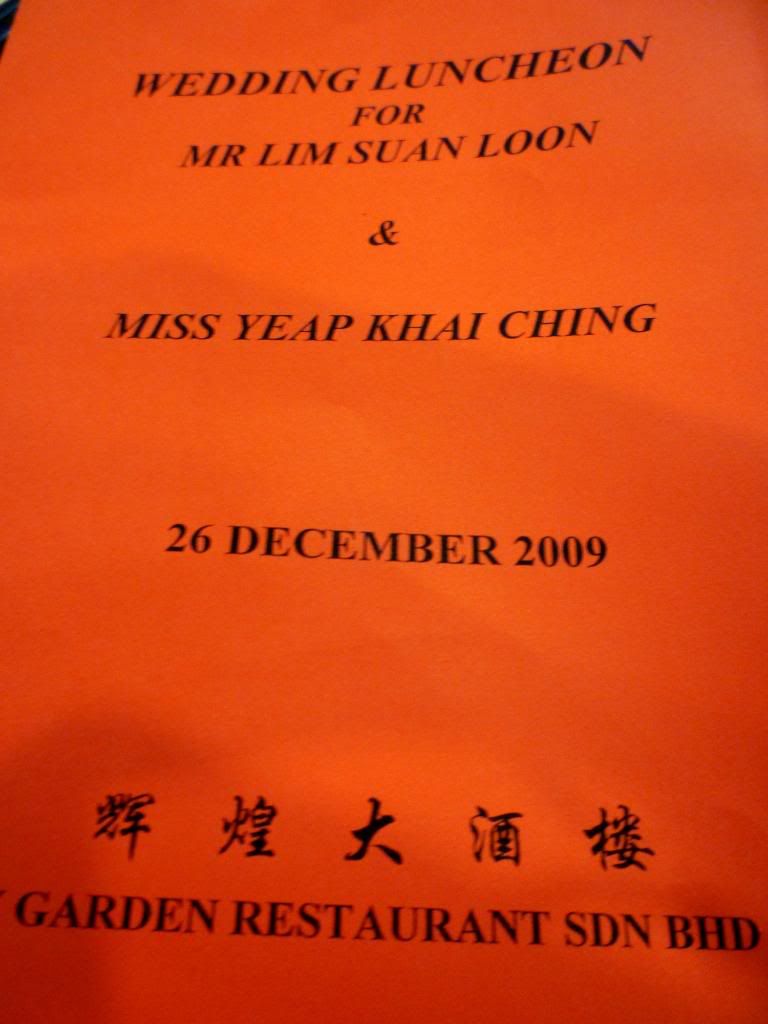 WEDDING LUNCHEON
FOR
MR LIM SUAN LOON
&
MISS YEAP KHAI CHING
26 DECEMBER 2009
辉煌大酒楼
GARDEN RESTAURANT SDN BHD